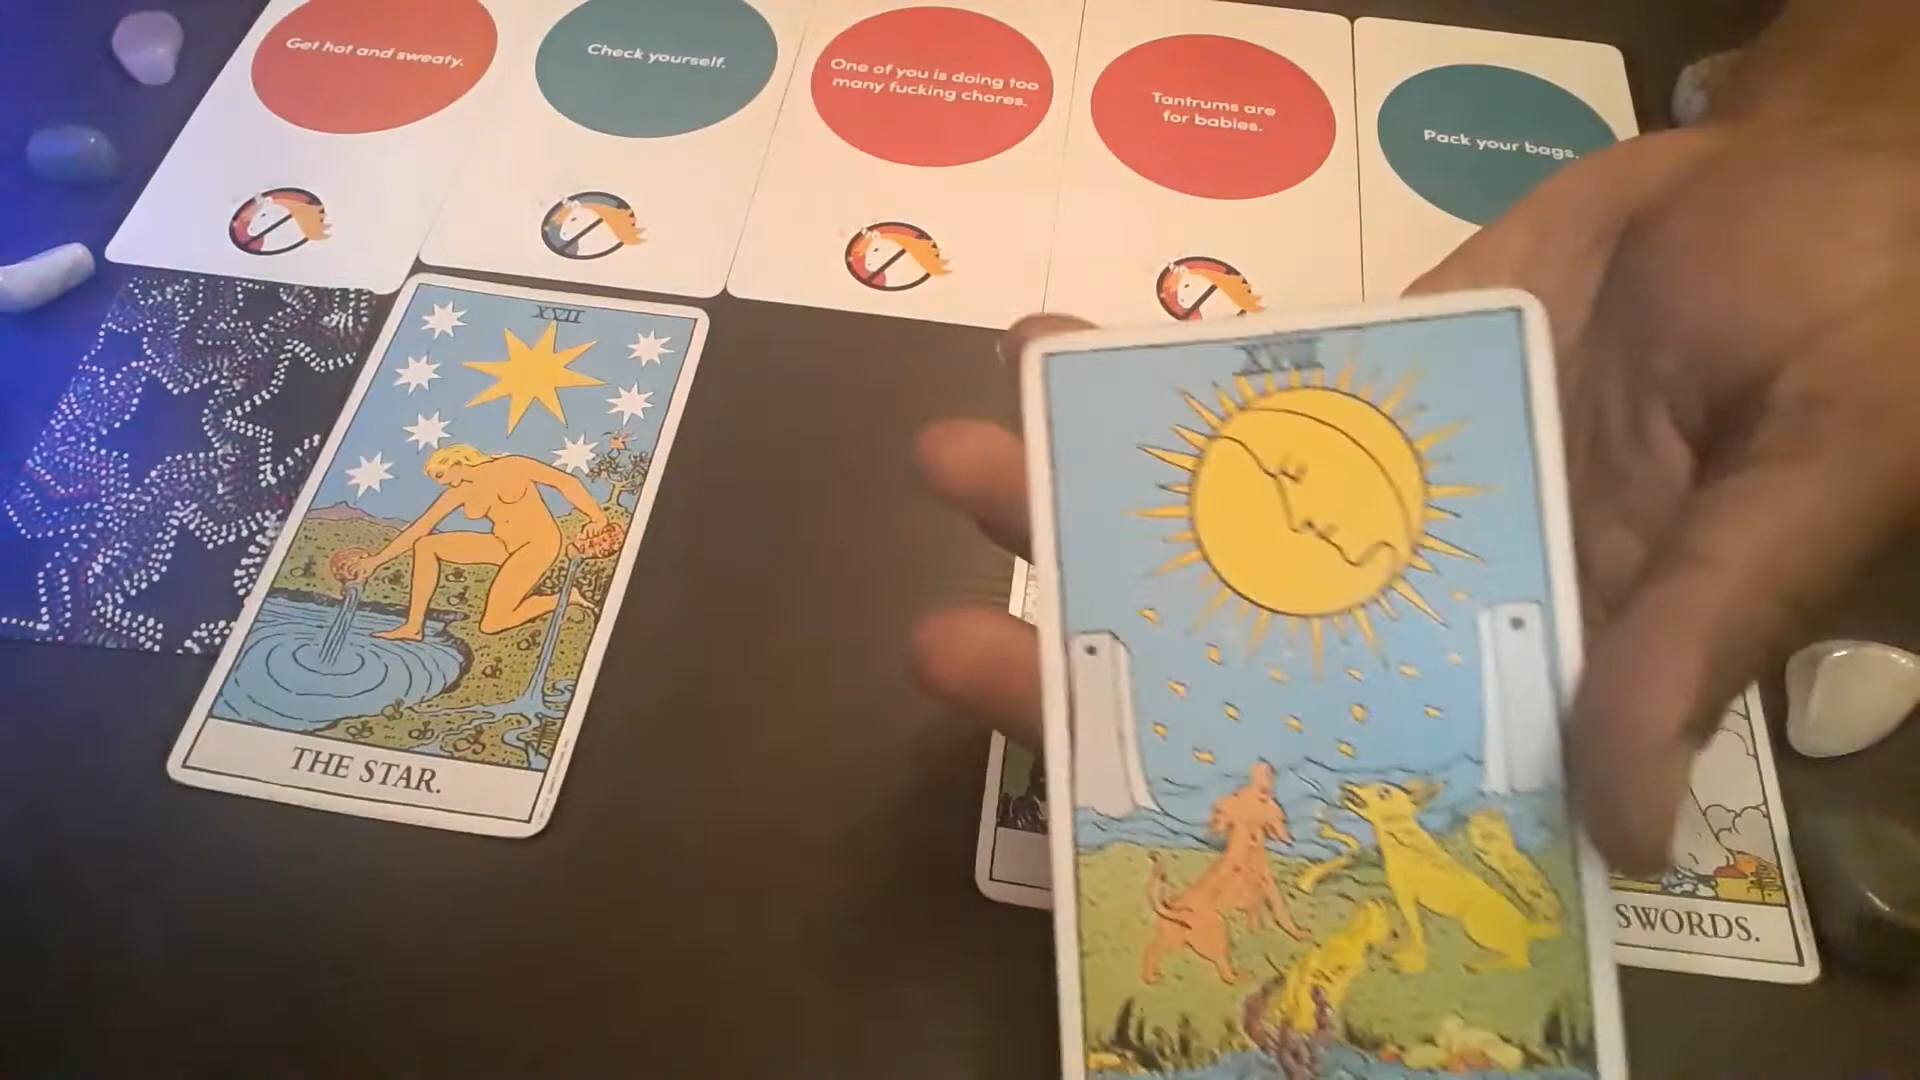 Get hot and sweaty.
Check yourself.
One of you is doing too
many fucking chores.
Tantrums are
for babies.
Pack your bags.
XVII
XVIII
THE STAR.
SWORDS.